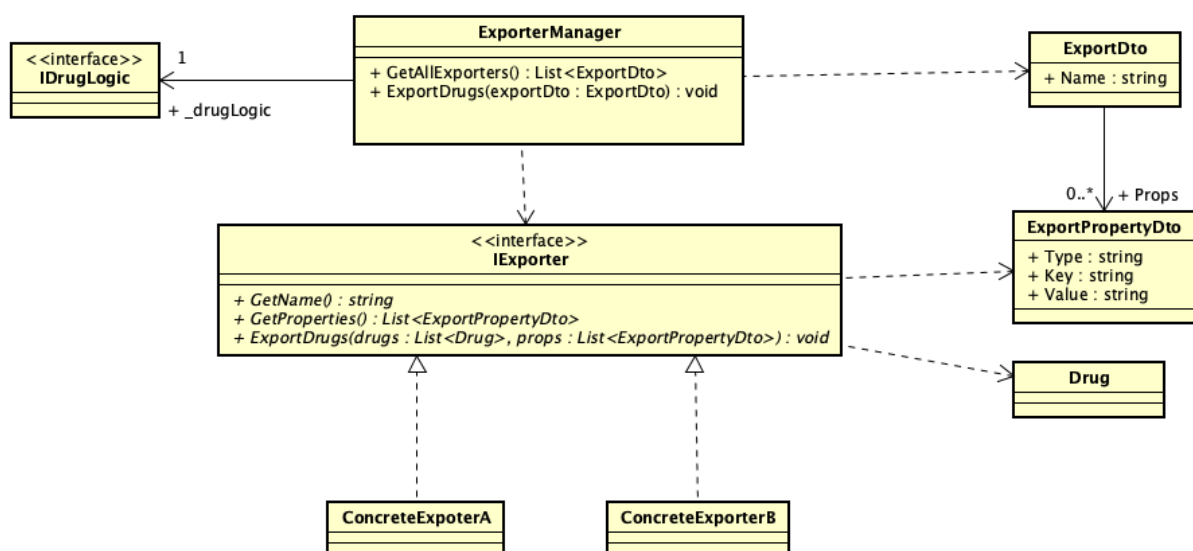 <<interface>>
IDrugLogic
1
+ _drugLogic
ExporterManager
+ GetAllExporters() : List<ExportDto>
+ ExportDrugs(exportDto : ExportDto) : void
ExportDto
+ Name : string
0..*
+ Props
<<interface>>
IExporter
+ GetName() : string
+ GetProperties() : List<ExportPropertyDto>
+ ExportDrugs(drugs : List<Drug>, props : List<ExportPropertyDto>) : void
ExportPropertyDto
+ Type : string
+ Key : string
+ Value : string
Drug
ConcreteExpoterA
ConcreteExporterB